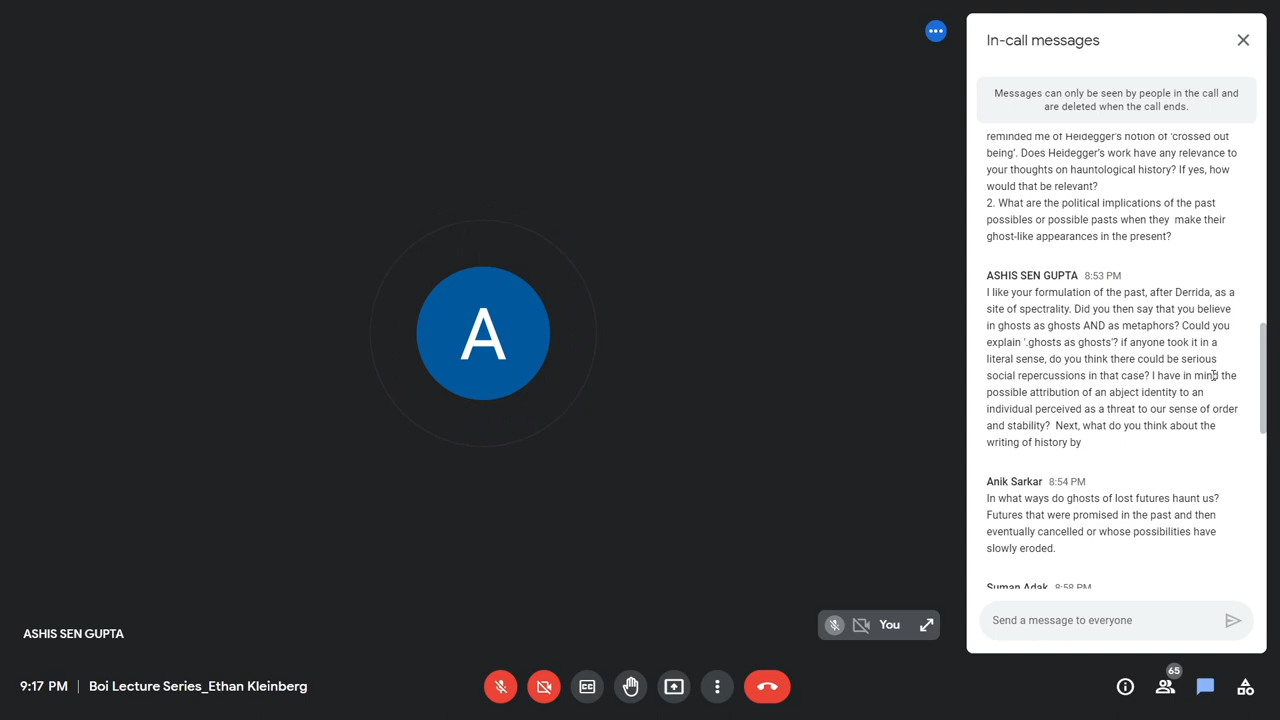 In-call messages
Messages can only be seen by people in the call and
are deleted when the call ends.
reminded me of Heidegger's notion of 'crossed out
being'. Does Heidegger's work have any relevance to
your thoughts on hauntological history? If yes, how
would that be relevant?
2. What are the political implications of the past
possibles or possible pasts when they  make their
ghost-like appearances in the present?
ASHIS SEN GUPTA 8:53 PM
I like your formulation of the past, after Derrida, as a
site of spectrality. Did you then say that you believe
in ghosts as ghosts AND as metaphors? Could you
explain '.ghosts as ghosts'? if anyone took it in a
literal sense, do you think there could be serious
social repercussions in that case? I have in mind the
possible attribution of an abject identity to an
individual perceived as a threat to our sense of order
and stability?  Next, what do you think about the
writing of history by
Anik Sarkar 8:54 PM
In what ways do ghosts of lost futures haunt us?
Futures that were promised in the past and then
eventually cancelled or whose possibilities have
slowly eroded.
Suman Adak 8:58 PM
Send a message to everyone
A
ASHIS SEN GUPTA
You
9:17 PM | Boi Lecture Series_Ethan Kleinberg
CC
65